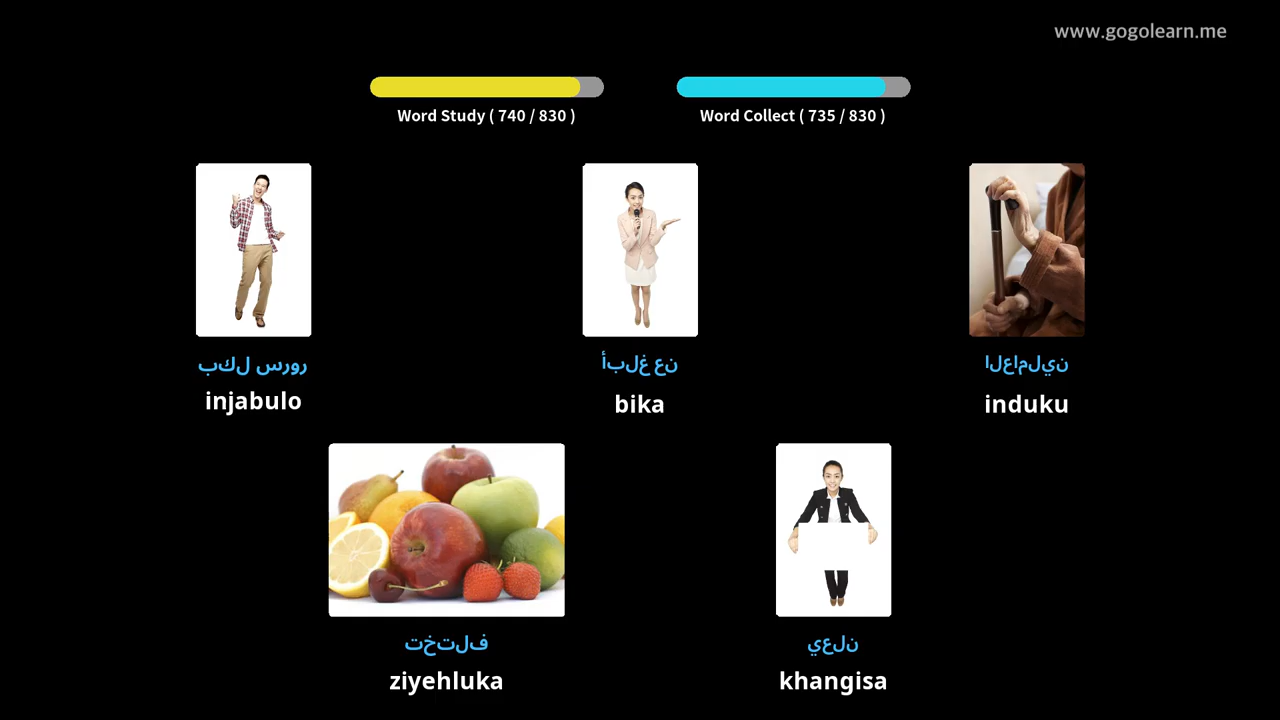 www.gogolearn.me
Word Study ( 740 / 830 )
Word Collect ( 735 / 830 )
بكل سرور
أبلغ عن
العاملين
injabulo
bika
induku
تختلف
يعلن
ziyehluka
khangisa